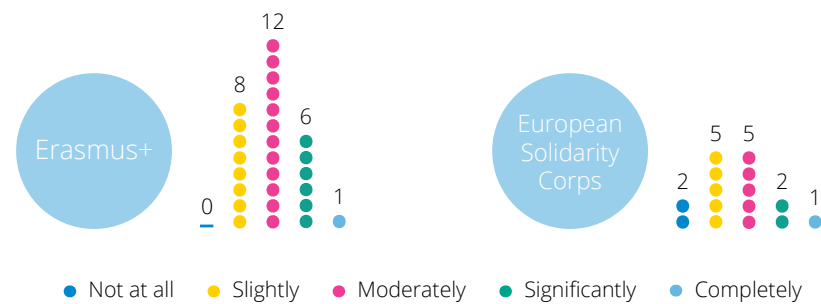 12
8
6
1
0
Erasmus+
European
Solidarity
Corps
5 5
2 2
1
Not at all Slightly Moderately Significantly Completely